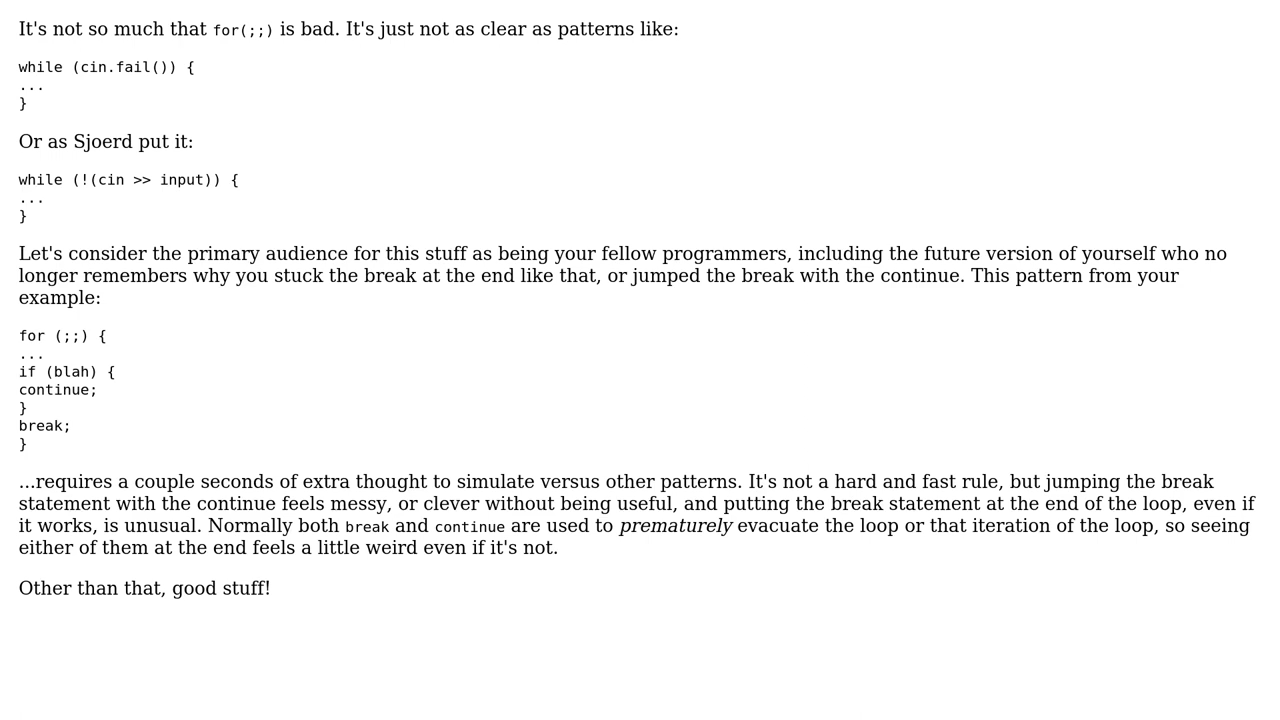 It's not so much that for(;;) is bad. It's just not as clear as patterns like:
while (cin.fail()) {
...
}
Or as Sjoerd put it:
while (!(cin >> input)) {
...
}
Let's consider the primary audience for this stuff as being your fellow programmers, including the future version of yourself who no
longer remembers why you stuck the break at the end like that, or jumped the break with the continue. This pattern from your
example:
for (;;) {
...
if (blah) {
continue;
}
break;
}
...requires a couple seconds of extra thought to simulate versus other patterns. It's not a hard and fast rule, but jumping the break
statement with the continue feels messy, or clever without being useful, and putting the break statement at the end of the loop, even if
it works, is unusual. Normally both break and continue are used to prematurely evacuate the loop or that iteration of the loop, so seeing
either of them at the end feels a little weird even if it's not.
Other than that, good stuff!